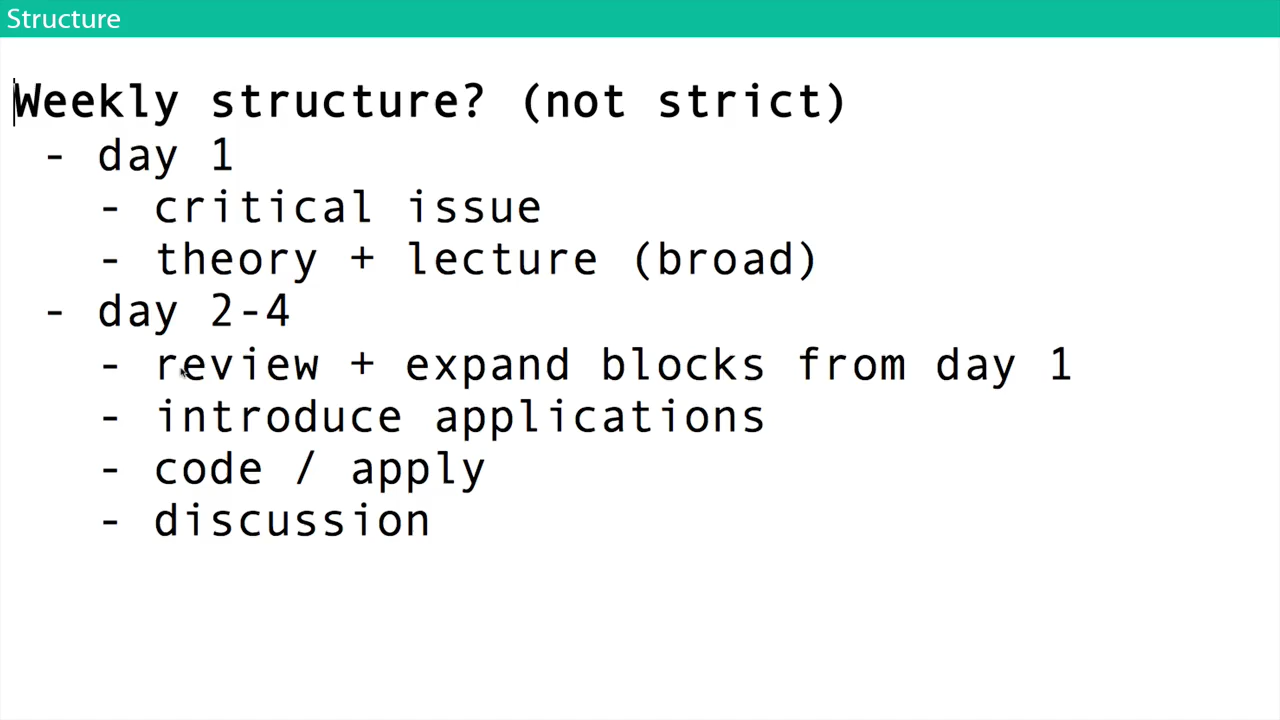 Structure
Weekly structure? (not strict)
- day 1
- critical issue
- theory + lecture (broad)
- day 2-4
- review + expand blocks from day 1
- introduce applications
- code / apply
- discussion